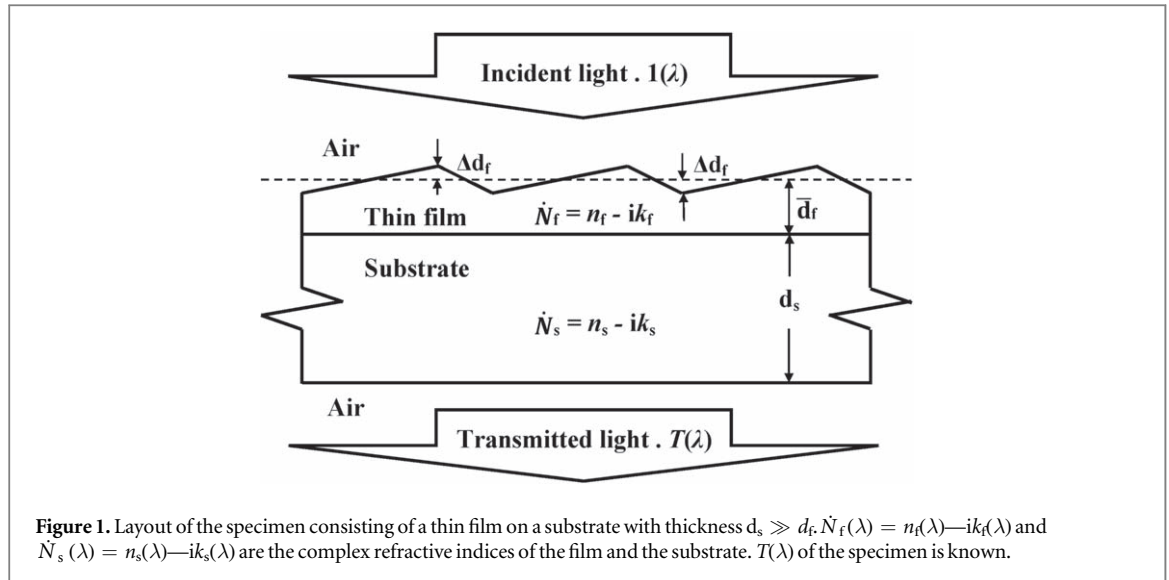 Incident light . 1(λ)
Air
Δd_f
Δd_f
Thin film
Ṅ_f = n_f - ik_f
d̅_f
Substrate
d_s
Ṅ_s = n_s - ik_s
Air
Transmitted light . T(λ)
Figure 1. Layout of the specimen consisting of a thin film on a substrate with thickness d_s ≫ d_f. Ṅ_f(λ) = n_f(λ)—ik_f(λ) and
Ṅ_s (λ) = n_s(λ)—ik_s(λ) are the complex refractive indices of the film and the substrate. T(λ) of the specimen is known.